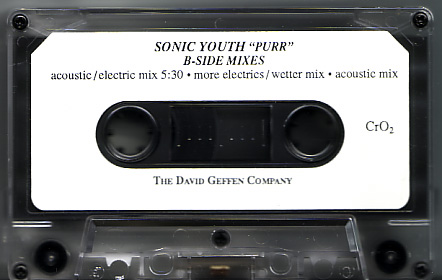 SONIC YOUTH "PURR"
B-SIDE MIXES
acoustic/electric mix 5:30 • more electrics/wetter mix • acoustic mix
CrO₂
THE DAVID GEFFEN COMPANY